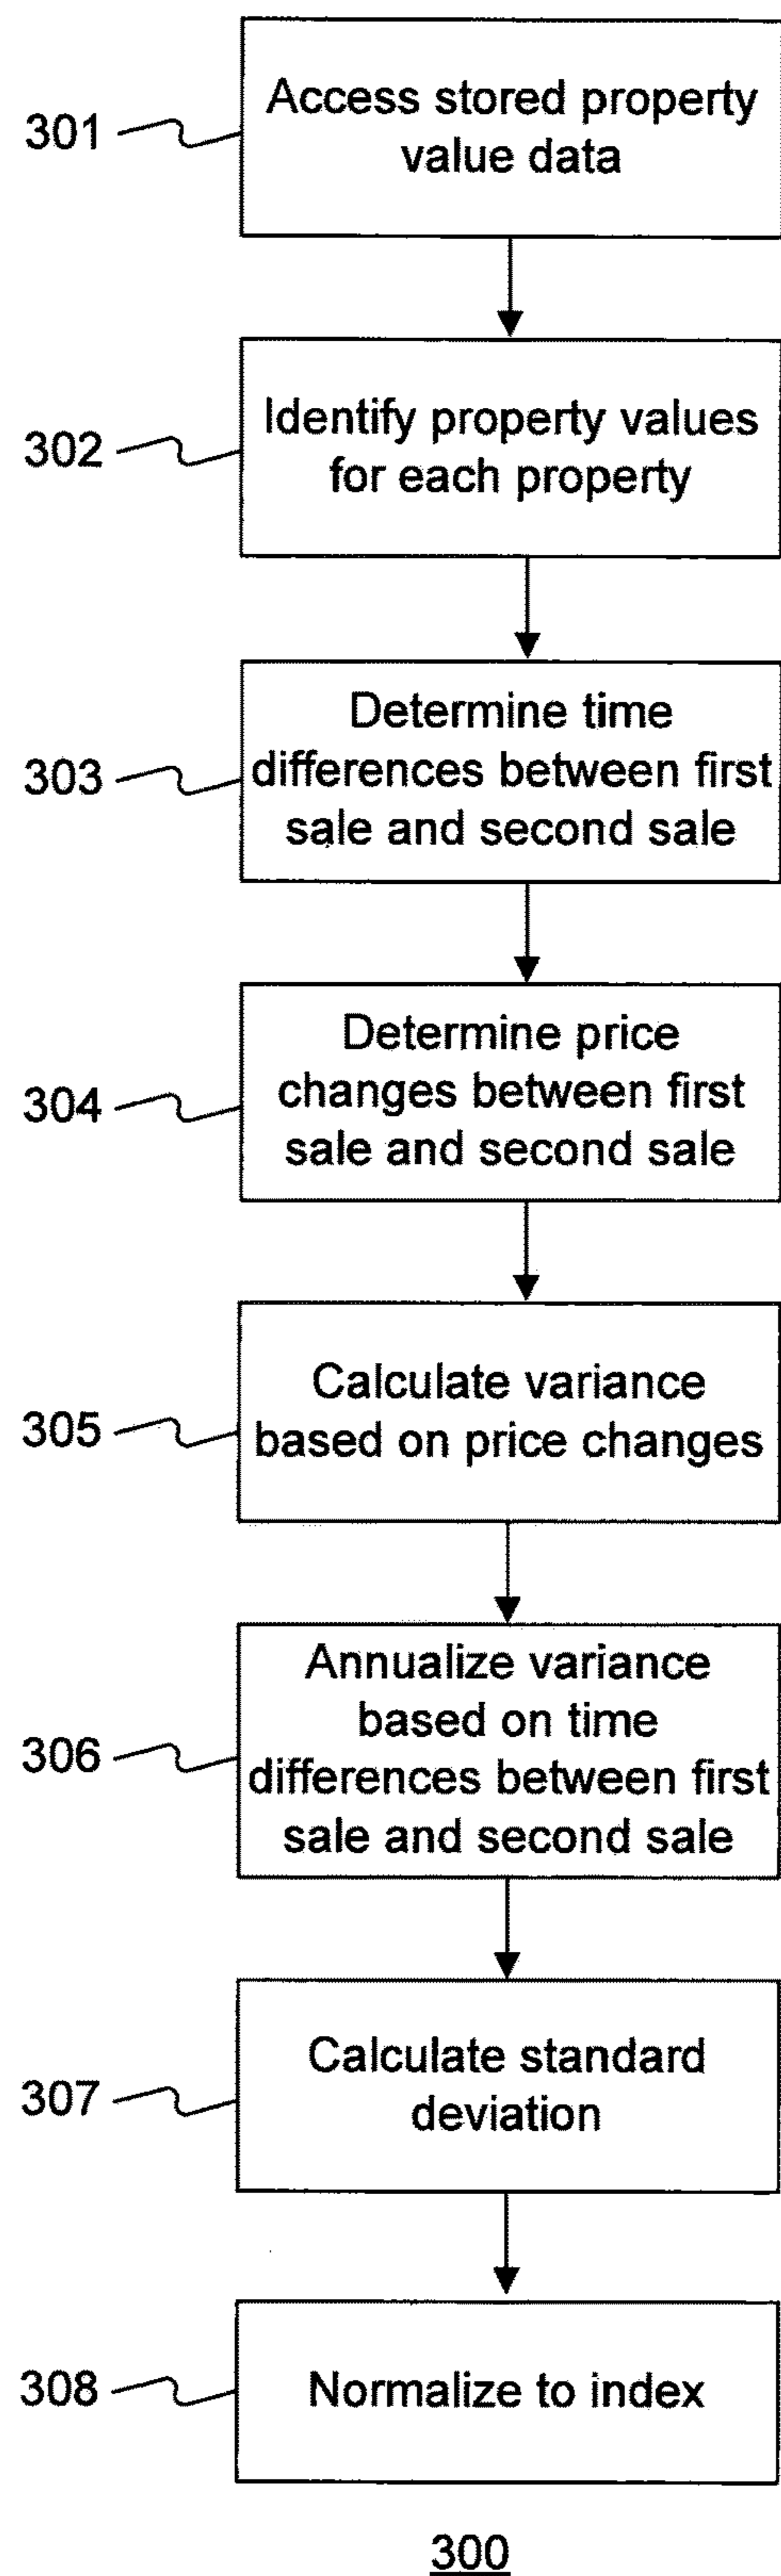 301
Access stored property
value data
302
Identify property values
for each property
303
Determine time
differences between first
sale and second sale
304
Determine price
changes between first
sale and second sale
305
Calculate variance
based on price changes
306
Annualize variance
based on time
differences between first
sale and second sale
307
Calculate standard
deviation
308
Normalize to index
300